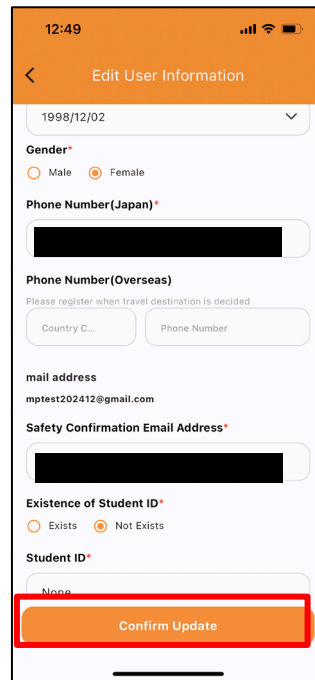 12:49
Edit User Information
1998/12/02
Gender*
Male Female
Phone Number(Japan)*
Phone Number(Overseas)
Please register when travel destination is decided
Country C... Phone Number
mail address
mptest202412@gmail.com
Safety Confirmation Email Address*
Existence of Student ID*
Exists Not Exists
Student ID*
None
Confirm Update